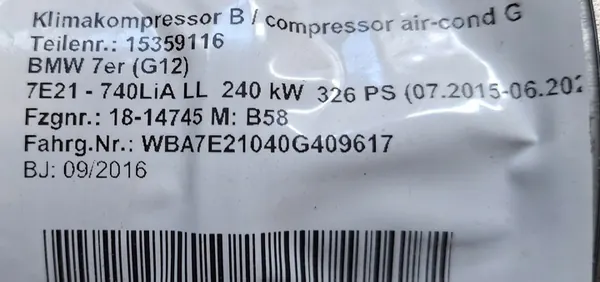 Klimakompressor B / compressor air-cond G
Teilenr.: 15359116
BMW 7er (G12)
7E21 - 740LiA LL 240 kW 326 PS (07.2015-06.202
Fzgnr.: 18-14745 M: B58
Fahrg.Nr.: WBA7E21040G409617
BJ: 09/2016